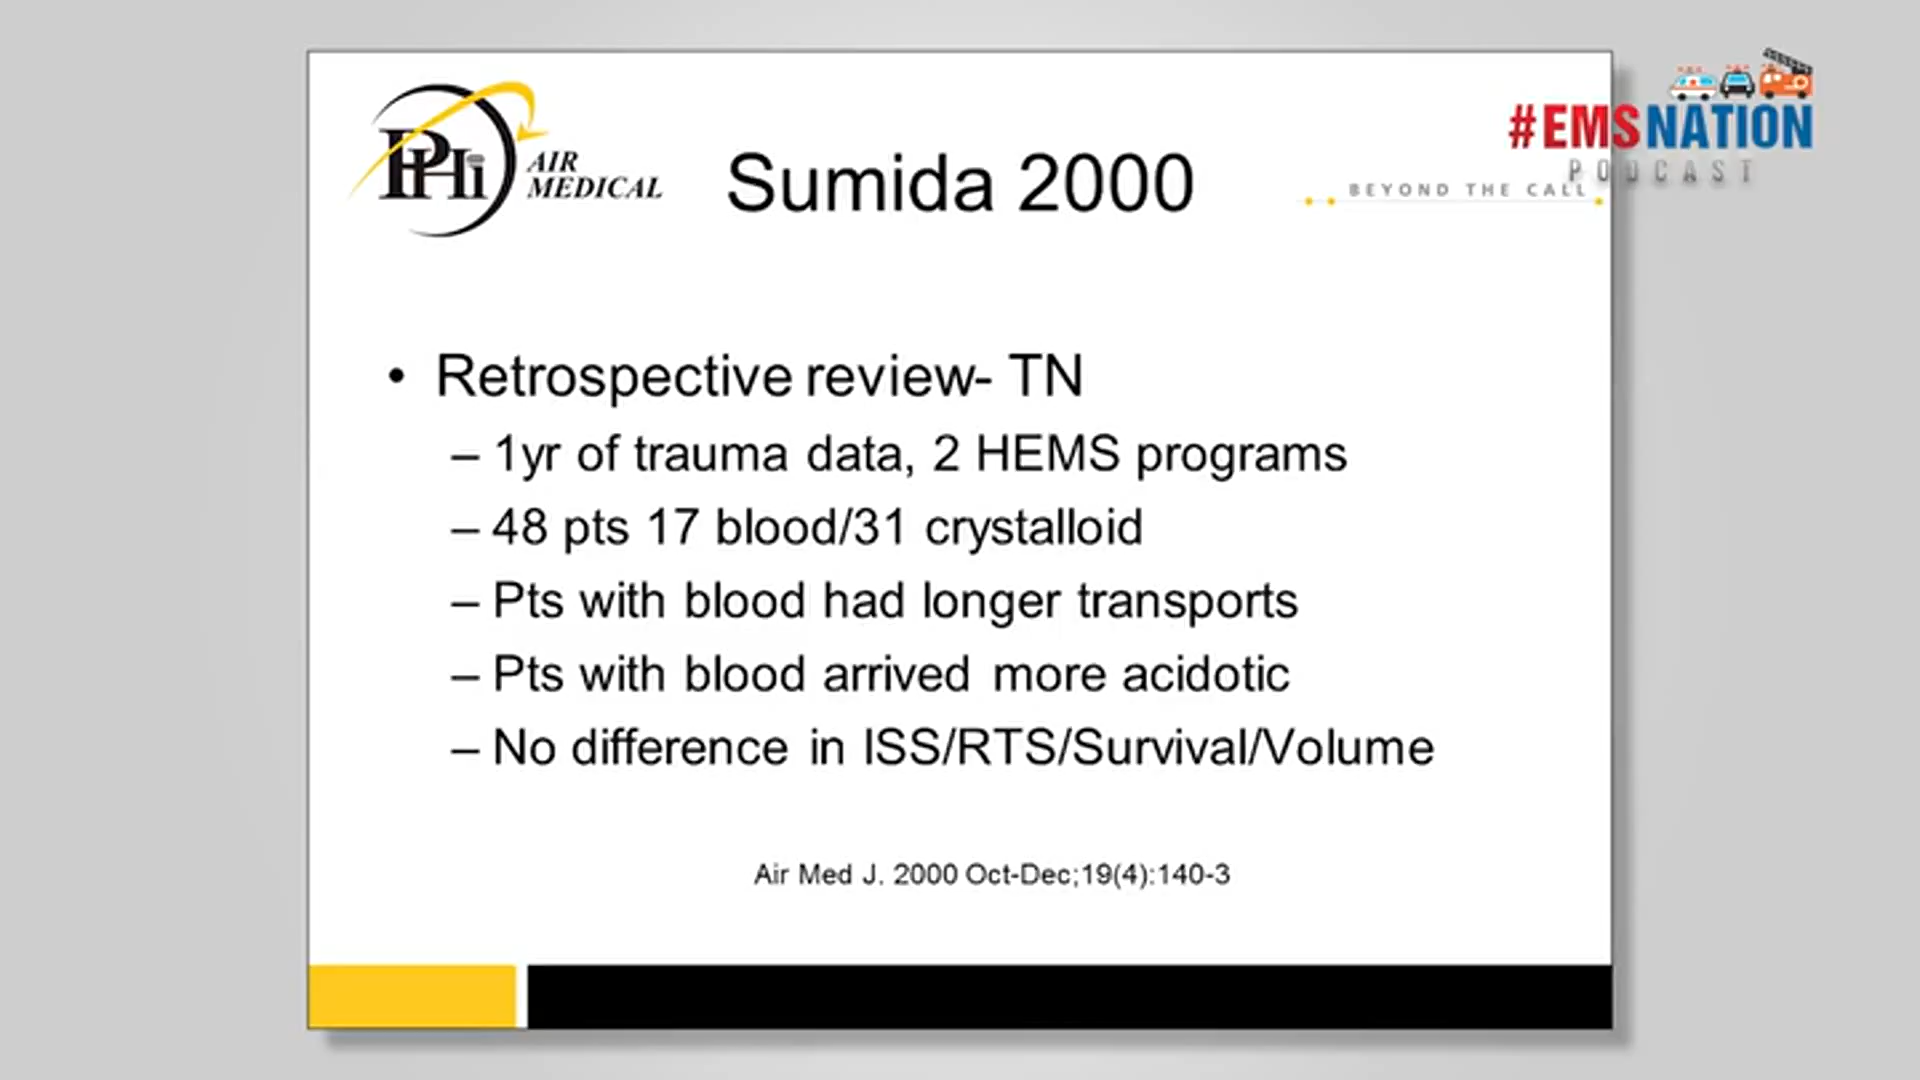 PHi AIR
MEDICAL
Sumida 2000
#EMSNATION
PODCAST
BEYOND THE CALL
• Retrospective review- TN
– 1yr of trauma data, 2 HEMS programs
– 48 pts 17 blood/31 crystalloid
– Pts with blood had longer transports
– Pts with blood arrived more acidotic
– No difference in ISS/RTS/Survival/Volume
Air Med J. 2000 Oct-Dec;19(4):140-3